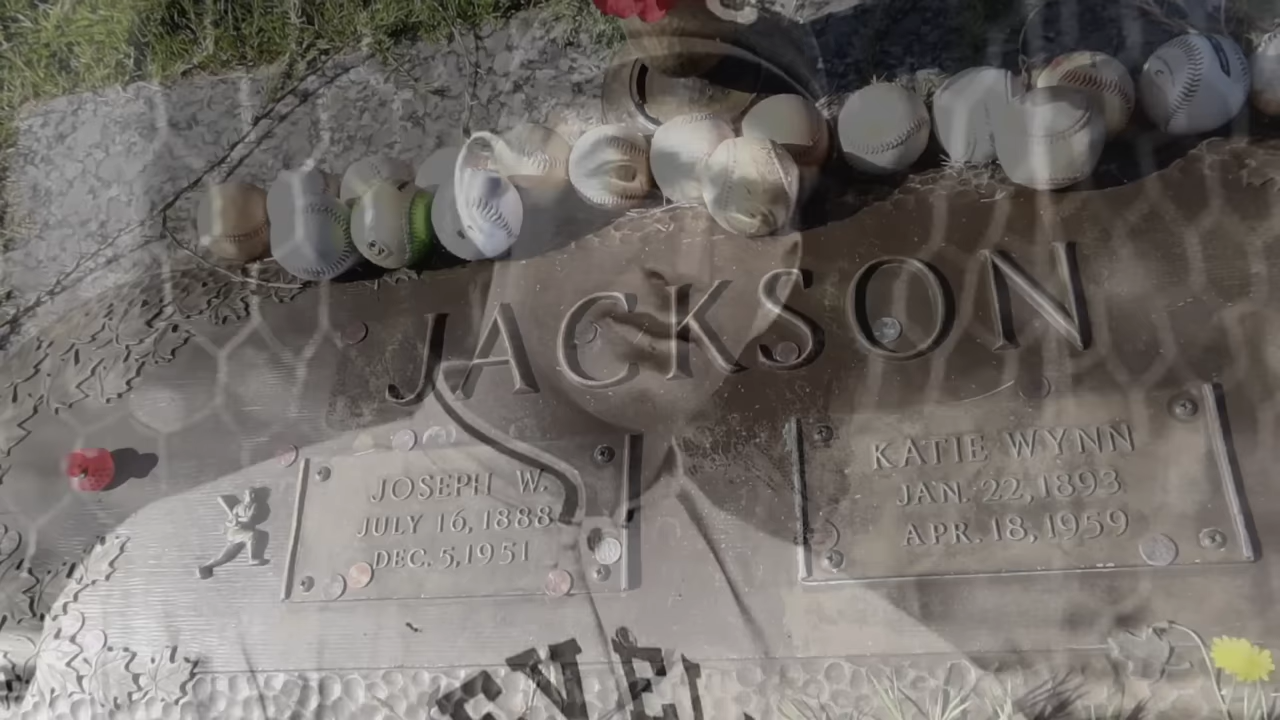 JACKSON
JOSEPH W.
JULY 16, 1888
DEC. 5, 1951
KATIE WYNN
JAN. 22, 1893
APR. 18, 1959